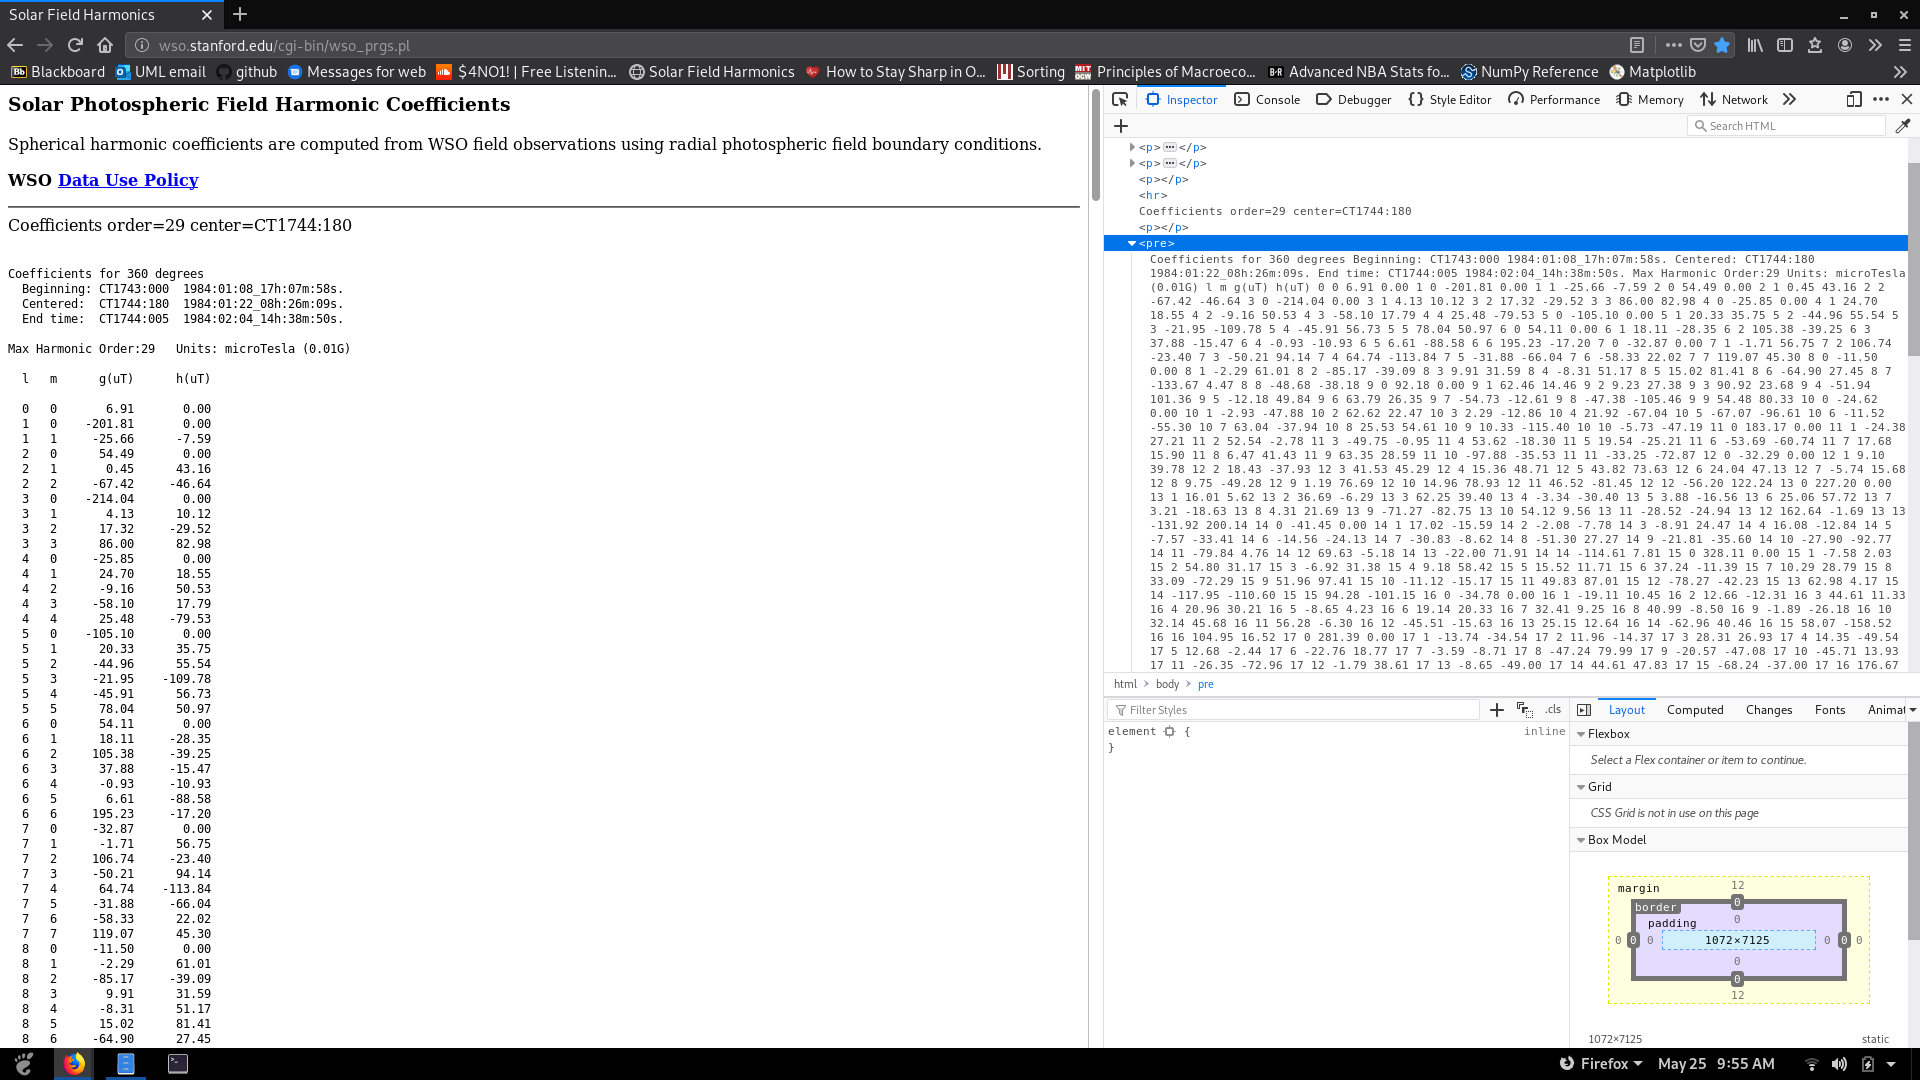 Solar Field Harmonics
wso.stanford.edu/cgi-bin/wso_prgs.pl
Blackboard UML email github Messages for web $4NO1! | Free Listenin... Solar Field Harmonics How to Stay Sharp in O... Sorting Principles of Macroeco... Advanced NBA Stats fo... NumPy Reference Matplotlib
Solar Photospheric Field Harmonic Coefficients
Spherical harmonic coefficients are computed from WSO field observations using radial photospheric field boundary conditions.
WSO Data Use Policy
Coefficients order=29 center=CT1744:180
Coefficients for 360 degrees
Beginning: CT1743:000 1984:01:08_17h:07m:58s.
Centered: CT1744:180 1984:01:22_08h:26m:09s.
End time: CT1744:005 1984:02:04_14h:38m:50s.
Max Harmonic Order:29 Units: microTesla (0.01G)
l m g(uT) h(uT)
0 0 6.91 0.00
1 0 -201.81 0.00
1 1 -25.66 -7.59
2 0 54.49 0.00
2 1 0.45 43.16
2 2 -67.42 -46.64
3 0 -214.04 0.00
3 1 4.13 10.12
3 2 17.32 -29.52
3 3 86.00 82.98
4 0 -25.85 0.00
4 1 24.70 18.55
4 2 -9.16 50.53
4 3 -58.10 17.79
4 4 25.48 -79.53
5 0 -105.10 0.00
5 1 20.33 35.75
5 2 -44.96 55.54
5 3 -21.95 -109.78
5 4 -45.91 56.73
5 5 78.04 50.97
6 0 54.11 0.00
6 1 18.11 -28.35
6 2 105.38 -39.25
6 3 37.88 -15.47
6 4 -0.93 -10.93
6 5 6.61 -88.58
6 6 195.23 -17.20
7 0 -32.87 0.00
7 1 -1.71 56.75
7 2 106.74 -23.40
7 3 -50.21 94.14
7 4 64.74 -113.84
7 5 -31.88 -66.04
7 6 -58.33 22.02
7 7 119.07 45.30
8 0 -11.50 0.00
8 1 -2.29 61.01
8 2 -85.17 -39.09
8 3 9.91 31.59
8 4 -8.31 51.17
8 5 15.02 81.41
8 6 -64.90 27.45
Inspector Console Debugger Style Editor Performance Memory Network
Search HTML
<p> </p>
<p> </p>
<p></p>
<hr>
Coefficients order=29 center=CT1744:180
<p></p>
<pre>
Coefficients for 360 degrees Beginning: CT1743:000 1984:01:08_17h:07m:58s. Centered: CT1744:180
1984:01:22_08h:26m:09s. End time: CT1744:005 1984:02:04_14h:38m:50s. Max Harmonic Order:29 Units: microTesla
(0.01G) l m g(uT) h(uT) 0 0 6.91 0.00 1 0 -201.81 0.00 1 1 -25.66 -7.59 2 0 54.49 0.00 2 1 0.45 43.16 2 2
-67.42 -46.64 3 0 -214.04 0.00 3 1 4.13 10.12 3 2 17.32 -29.52 3 3 86.00 82.98 4 0 -25.85 0.00 4 1 24.70
18.55 4 2 -9.16 50.53 4 3 -58.10 17.79 4 4 25.48 -79.53 5 0 -105.10 0.00 5 1 20.33 35.75 5 2 -44.96 55.54 5
3 -21.95 -109.78 5 4 -45.91 56.73 5 5 78.04 50.97 6 0 54.11 0.00 6 1 18.11 -28.35 6 2 105.38 -39.25 6 3
37.88 -15.47 6 4 -0.93 -10.93 6 5 6.61 -88.58 6 6 195.23 -17.20 7 0 -32.87 0.00 7 1 -1.71 56.75 7 2 106.74
-23.40 7 3 -50.21 94.14 7 4 64.74 -113.84 7 5 -31.88 -66.04 7 6 -58.33 22.02 7 7 119.07 45.30 8 0 -11.50
0.00 8 1 -2.29 61.01 8 2 -85.17 -39.09 8 3 9.91 31.59 8 4 -8.31 51.17 8 5 15.02 81.41 8 6 -64.90 27.45 8 7
-133.67 4.47 8 8 -48.68 -38.18 9 0 92.18 0.00 9 1 62.46 14.46 9 2 9.23 27.38 9 3 90.92 23.68 9 4 -51.94
101.36 9 5 -12.18 49.84 9 6 63.79 26.35 9 7 -54.73 -12.61 9 8 -47.38 -105.46 9 9 54.48 80.33 10 0 -24.62
0.00 10 1 -2.93 -47.88 10 2 62.62 22.47 10 3 2.29 -12.86 10 4 21.92 -67.04 10 5 -67.07 -96.61 10 6 -11.52
-55.30 10 7 63.04 -37.94 10 8 25.53 54.61 10 9 10.33 -115.40 10 10 -5.73 -47.19 11 0 183.17 0.00 11 1 -24.38
27.21 11 2 52.54 -2.78 11 3 -49.75 -0.95 11 4 53.62 -18.30 11 5 19.54 -25.21 11 6 -53.69 -60.74 11 7 17.68
15.90 11 8 6.47 41.43 11 9 63.35 28.59 11 10 -97.88 -35.53 11 11 -33.25 -72.87 12 0 -32.29 0.00 12 1 9.10
39.78 12 2 18.43 -37.93 12 3 41.53 45.29 12 4 15.36 48.71 12 5 43.82 73.63 12 6 24.04 47.13 12 7 -5.74 15.68
12 8 9.75 -49.28 12 9 1.19 76.69 12 10 14.96 78.93 12 11 46.52 -81.45 12 12 -56.20 122.24 13 0 227.20 0.00
13 1 16.01 5.62 13 2 36.69 -6.29 13 3 62.25 39.40 13 4 -3.34 -30.40 13 5 3.88 -16.56 13 6 25.06 57.72 13 7
3.21 -18.63 13 8 4.31 21.69 13 9 -71.27 -82.75 13 10 54.12 9.56 13 11 -28.52 -24.94 13 12 162.64 -1.69 13 13
-131.92 200.14 14 0 -41.45 0.00 14 1 17.02 -15.59 14 2 -2.08 -7.78 14 3 -8.91 24.47 14 4 16.08 -12.84 14 5
-7.57 -33.41 14 6 -14.56 -24.13 14 7 -30.83 -8.62 14 8 -51.30 27.27 14 9 -21.81 -35.60 14 10 -27.90 -92.77
14 11 -79.84 4.76 14 12 69.63 -5.18 14 13 -22.00 71.91 14 14 -114.61 7.81 15 0 328.11 0.00 15 1 -7.58 2.03
15 2 54.80 31.17 15 3 -6.92 31.38 15 4 9.18 58.42 15 5 15.52 11.71 15 6 37.24 -11.39 15 7 10.29 28.79 15 8
33.09 -72.29 15 9 51.96 97.41 15 10 -11.12 -15.17 15 11 49.83 87.01 15 12 -78.27 -42.23 15 13 62.98 4.17 15
14 -117.95 -110.60 15 15 94.28 -101.15 16 0 -34.78 0.00 16 1 -19.11 10.45 16 2 12.66 -12.31 16 3 44.61 11.33
16 4 20.96 30.21 16 5 -8.65 4.23 16 6 19.14 20.33 16 7 32.41 9.25 16 8 40.99 -8.50 16 9 -1.89 -26.18 16 10
32.14 45.68 16 11 56.28 -6.30 16 12 -45.51 -15.63 16 13 25.15 12.64 16 14 -62.96 40.46 16 15 58.07 -158.52
16 16 104.95 16.52 17 0 281.39 0.00 17 1 -13.74 -34.54 17 2 11.96 -14.37 17 3 28.31 26.93 17 4 14.35 -49.54
17 5 12.68 -2.44 17 6 -22.76 18.77 17 7 -3.59 -8.71 17 8 -47.24 79.99 17 9 -20.57 -47.08 17 10 -45.71 13.93
17 11 -26.35 -72.96 17 12 -1.79 38.61 17 13 -8.65 -49.00 17 14 44.61 47.83 17 15 -68.24 -37.00 17 16 176.67
html body pre
Filter Styles .cls
element { inline
}
Layout Computed Changes Fonts Animat
Flexbox
Select a Flex container or item to continue.
Grid
CSS Grid is not in use on this page
Box Model
margin 12
border 0
padding 0
0 0 0 1072×7125 0 0 0
0
0
12
1072×7125 static
Firefox May 25 9:55 AM